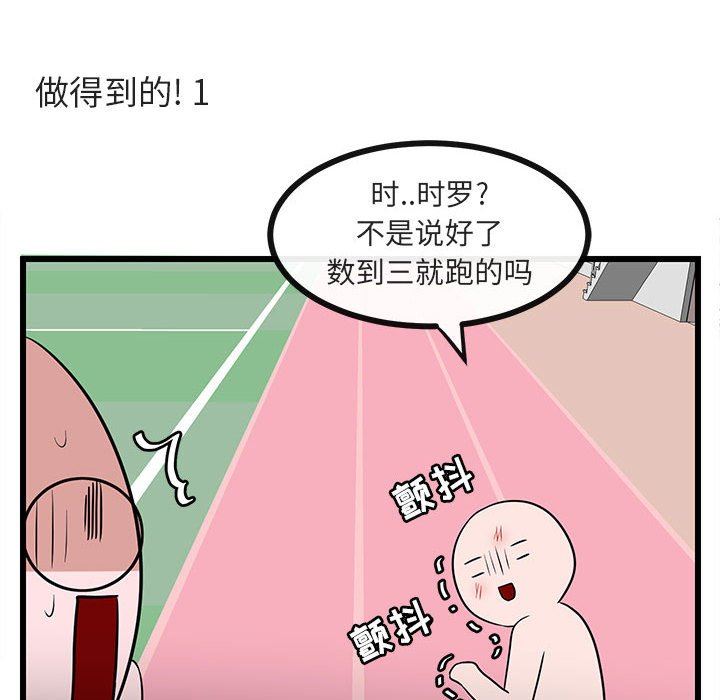 做得到的! 1
时..时罗?
不是说好了
数到三就跑的吗
颤抖
颤抖